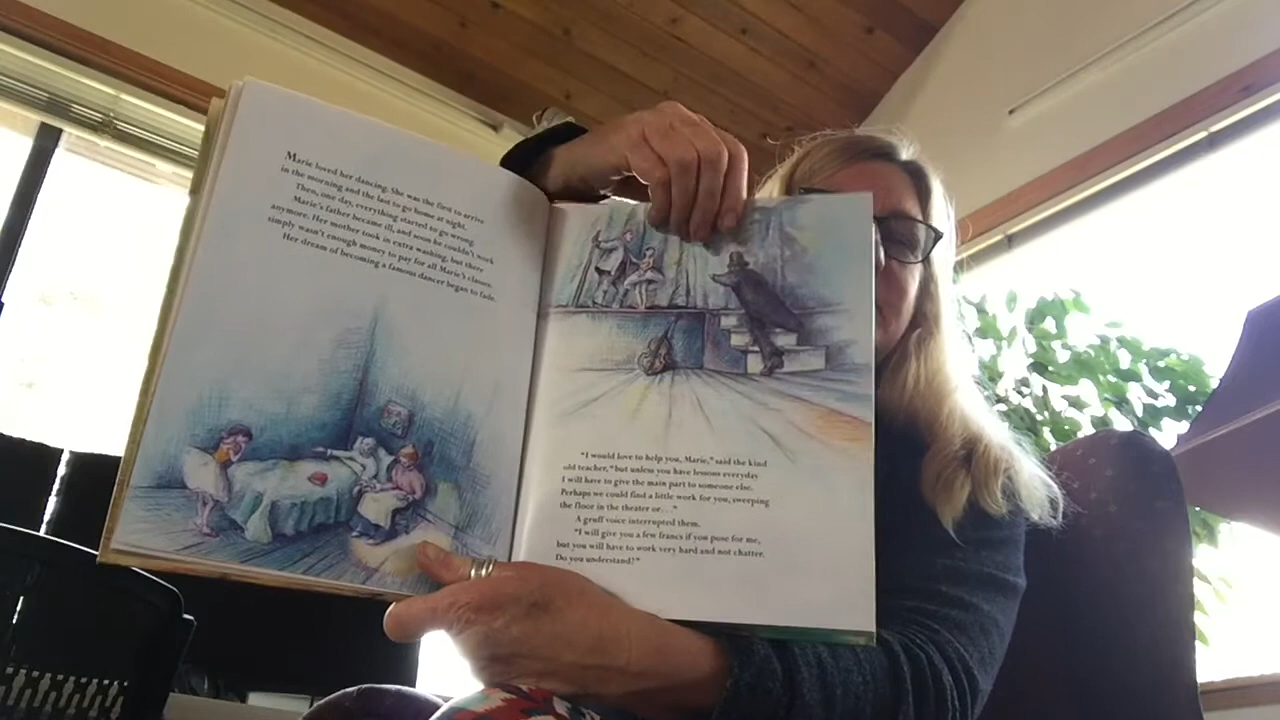 Marie loved her dancing. She was the first to arrive
in the morning and the last to go home at night.
Then, one day, everything started to go wrong.
Marie's father became ill, and soon he couldn't work
anymore. Her mother took in extra washing, but there
simply wasn't enough money to pay for all Marie's classes.
Her dream of becoming a famous dancer began to fade.
"I would love to help you, Marie," said the kind
old teacher, "but unless you have lessons everyday
I will have to give the main part to someone else.
Perhaps we could find a little work for you, sweeping
the floor in the theater or. . ."
A gruff voice interrupted them.
"I will give you a few francs if you pose for me,
but you will have to work very hard and not chatter.
Do you understand?"